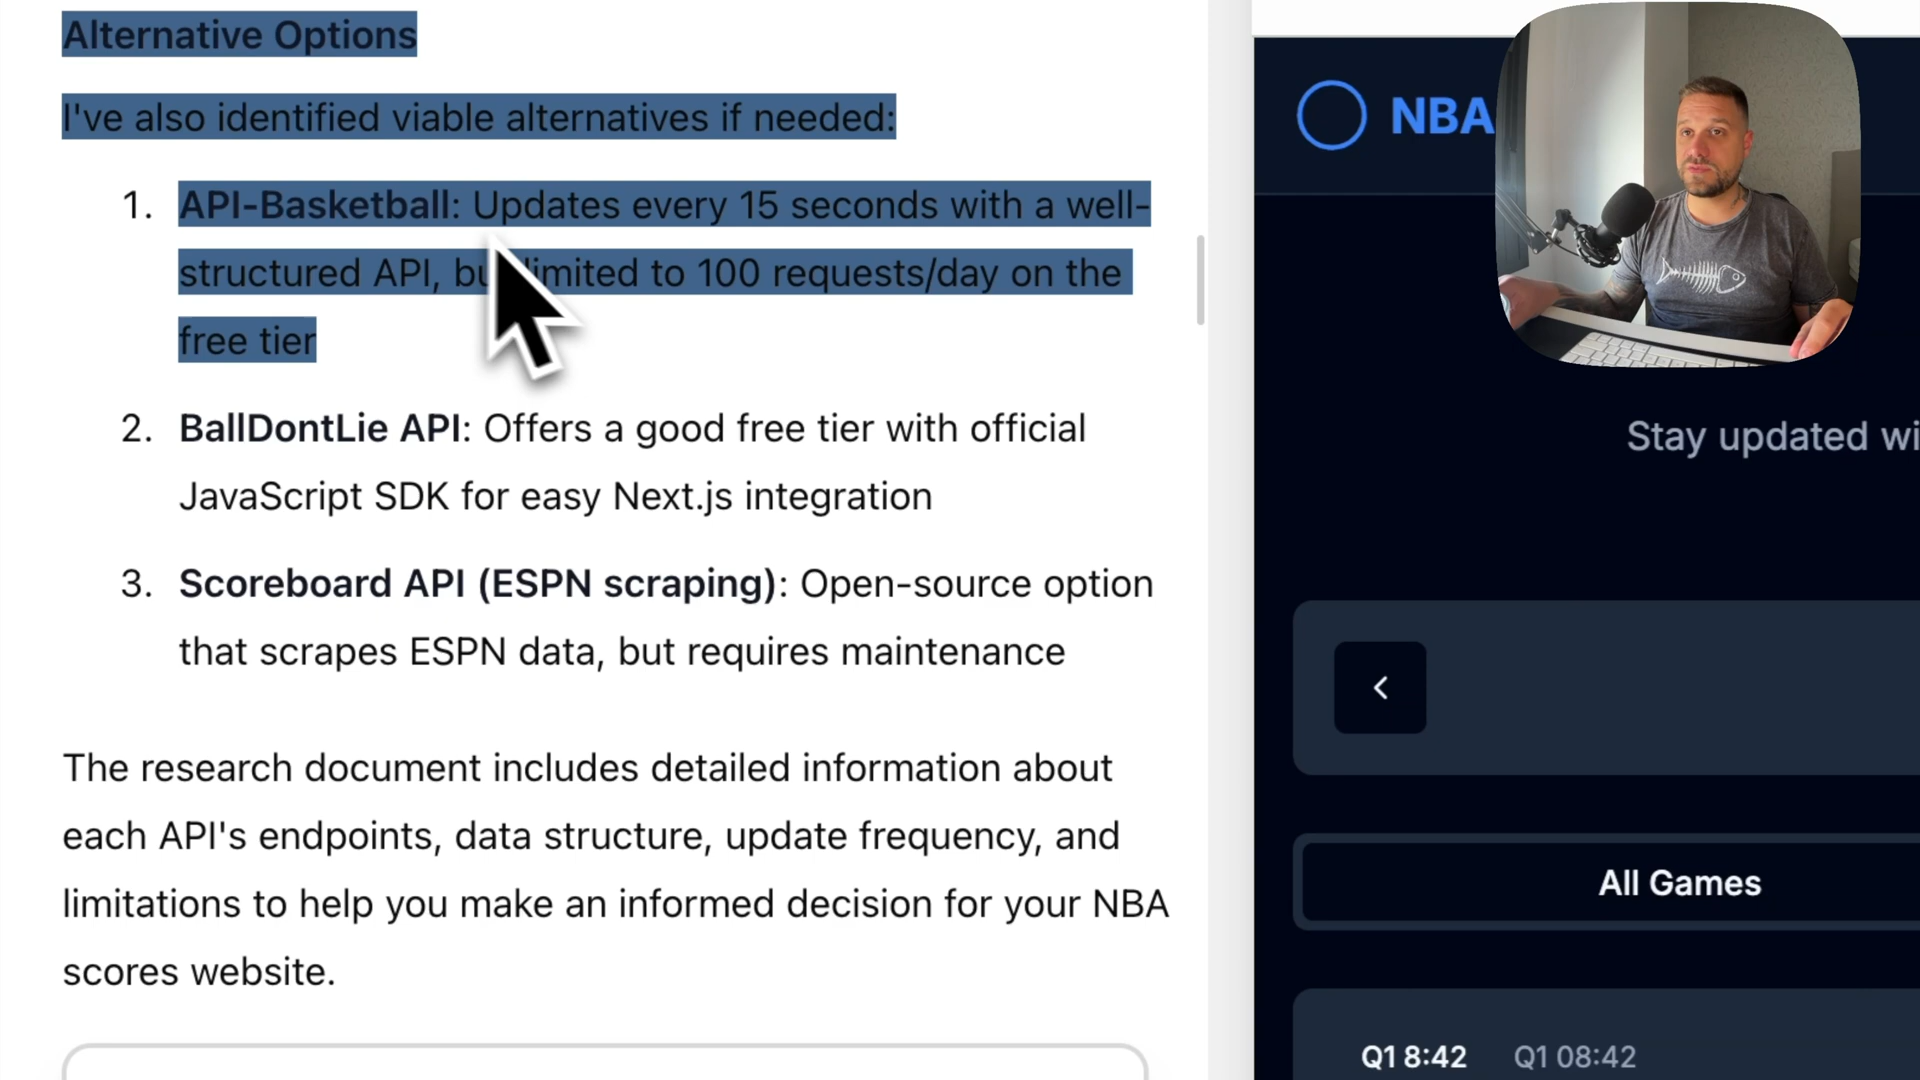 Alternative Options
I've also identified viable alternatives if needed:
1. API-Basketball: Updates every 15 seconds with a well-
structured API, but limited to 100 requests/day on the
free tier
2. BallDontLie API: Offers a good free tier with official
JavaScript SDK for easy Next.js integration
3. Scoreboard API (ESPN scraping): Open-source option
that scrapes ESPN data, but requires maintenance
The research document includes detailed information about
each API's endpoints, data structure, update frequency, and
limitations to help you make an informed decision for your NBA
scores website.
NBA
Stay updated wi
All Games
Q1 8:42 Q1 08:42